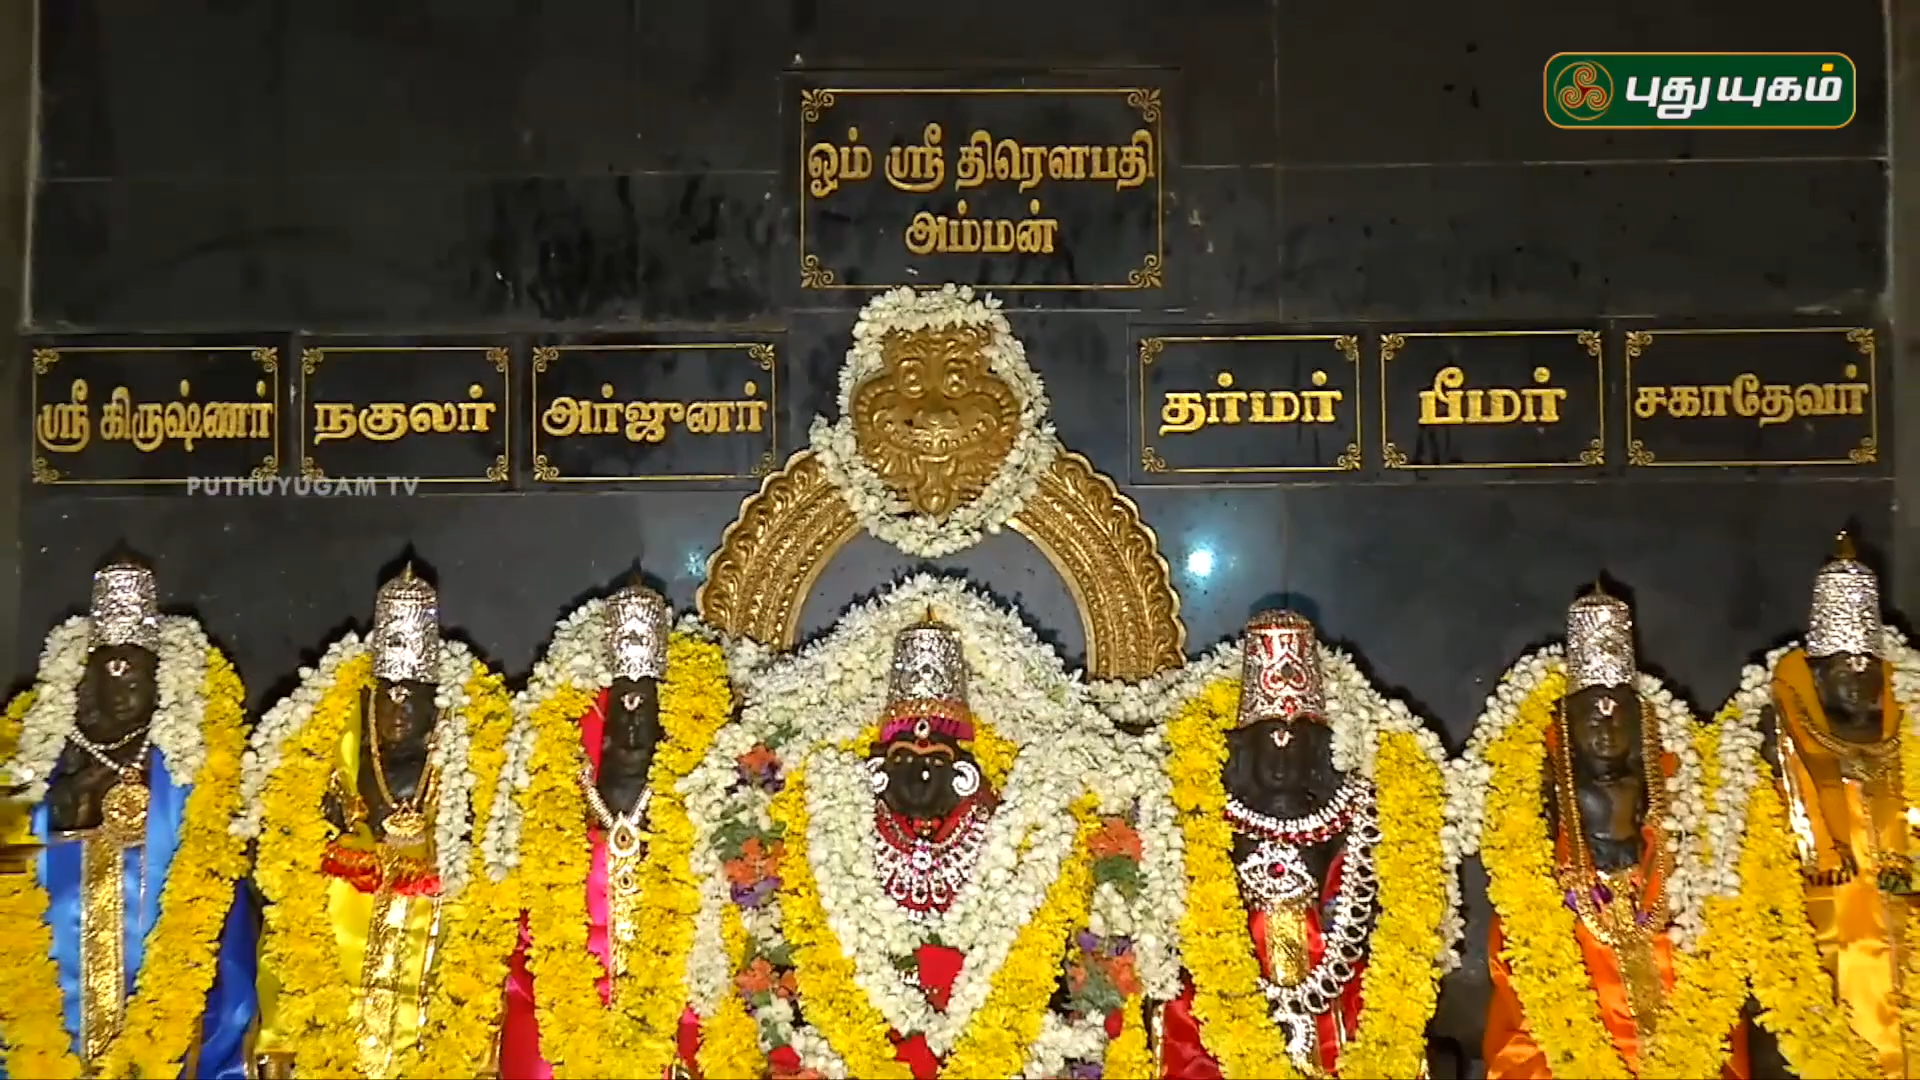 புதுயுகம்
ஓம் ஸ்ரீ திரௌபதி
அம்மன்
ஸ்ரீ கிருஷ்ணர்
நகுலர்
அர்ஜுனர்
தர்மர்
பீமர்
சகாதேவர்
PUTHUYUGAM TV